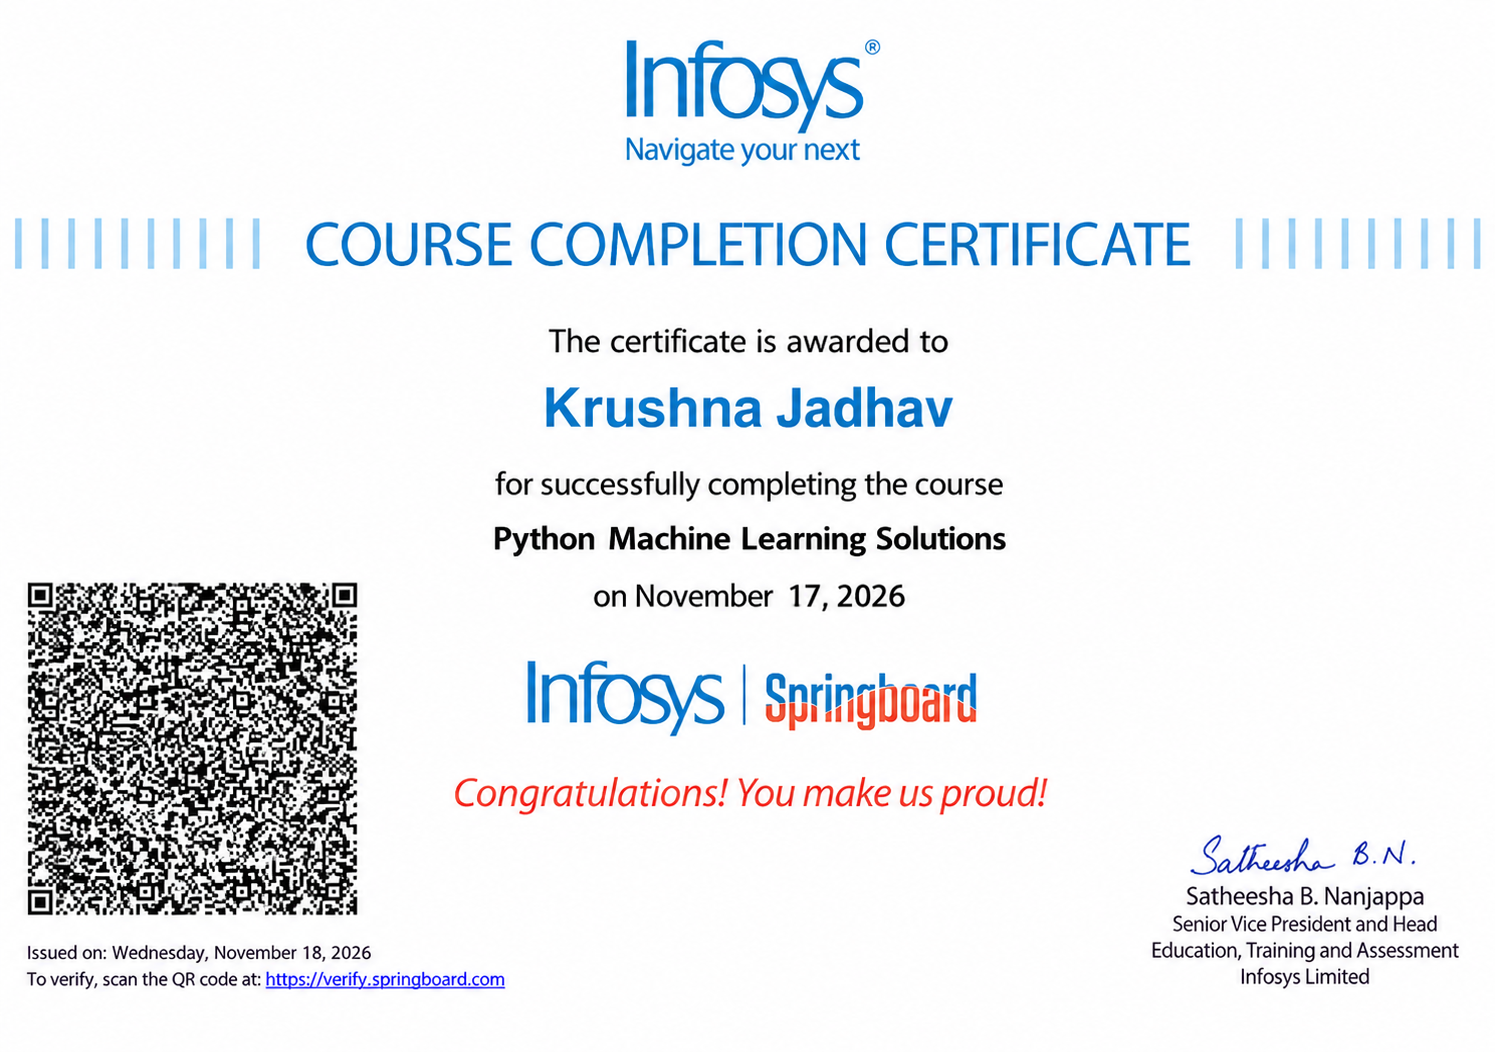 Infosys®
Navigate your next
COURSE COMPLETION CERTIFICATE
The certificate is awarded to
Krushna Jadhav
for successfully completing the course
Python Machine Learning Solutions
on November 17, 2026
Infosys | Springboard
Congratulations! You make us proud!
Satheesha B.N.
Satheesha B. Nanjappa
Senior Vice President and Head
Education, Training and Assessment
Infosys Limited
Issued on: Wednesday, November 18, 2026
To verify, scan the QR code at: https://verify.springboard.com